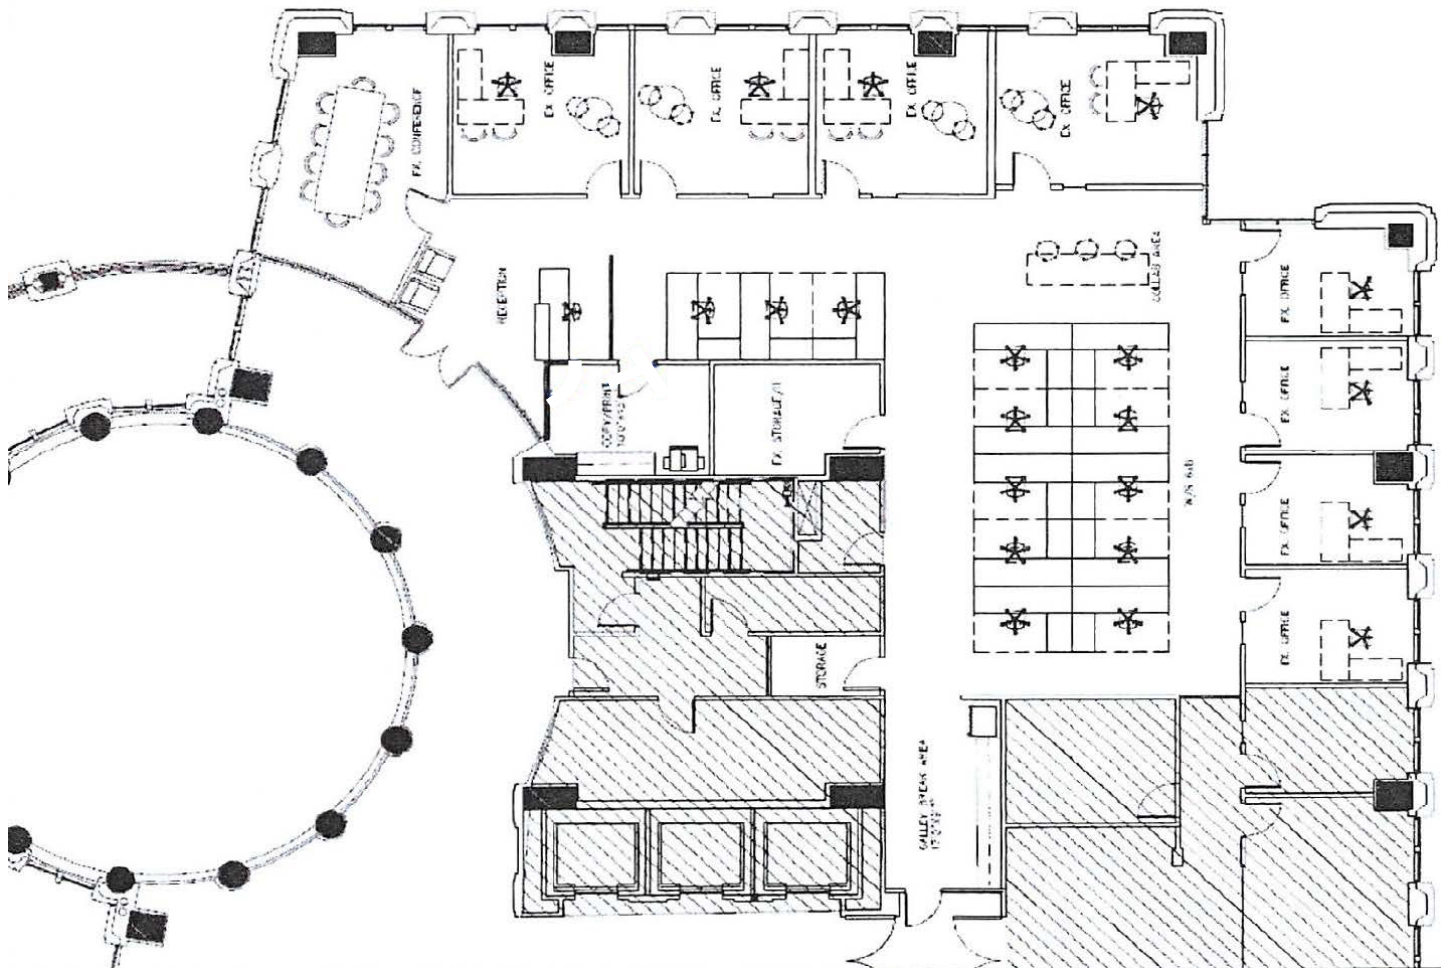 EX. CONFERENCE
EX. OFFICE
EX. OFFICE
EX. OFFICE
EX. OFFICE
RECEPTION
COLLAB AREA
EX. OFFICE
EX. OFFICE
EX. OFFICE
EX. OFFICE
COPY/PRINT
EX. STORAGE
STORAGE
GALLEY BREAK AREA
W/S 6x6